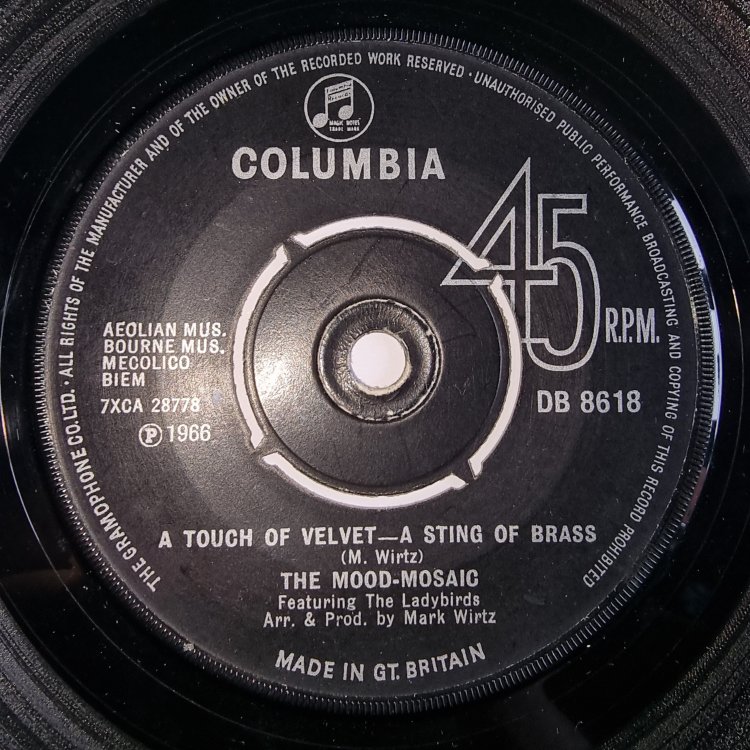 THE GRAMOPHONE CO. LTD. · ALL RIGHTS OF THE MANUFACTURER AND OF THE OWNER OF THE RECORDED WORK RESERVED · UNAUTHORISED PUBLIC PERFORMANCE BROADCASTING AND COPYING OF THIS RECORD PROHIBITED
MAGIC NOTES
TRADE MARK
COLUMBIA
45
R.P.M.
AEOLIAN MUS.
BOURNE MUS.
MECOLICO
BIEM
7XCA 28778
Ⓟ 1966
DB 8618
A TOUCH OF VELVET—A STING OF BRASS
(M. Wirtz)
THE MOOD-MOSAIC
Featuring The Ladybirds
Arr. & Prod. by Mark Wirtz
MADE IN GT. BRITAIN